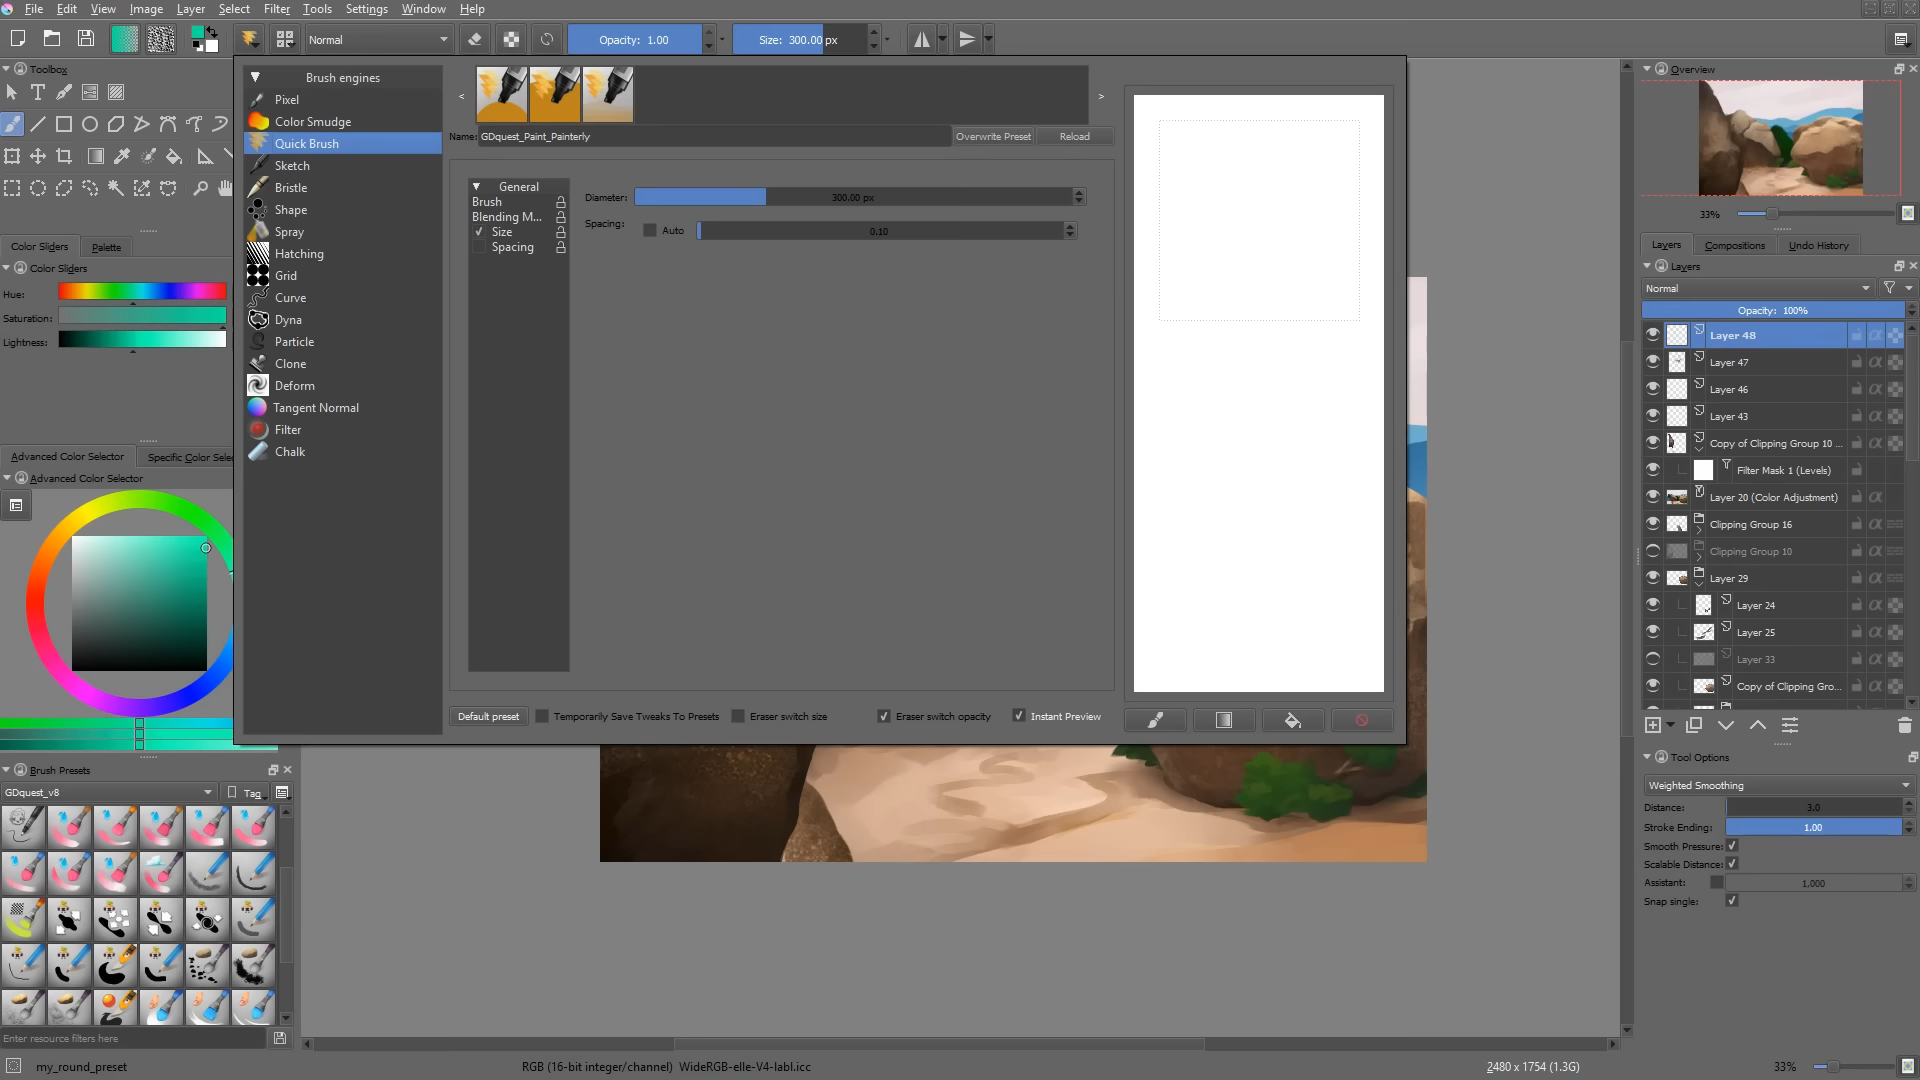 File Edit View Image Layer Select Filter Tools Settings Window Help
Normal
Opacity: 1.00
Size: 300.00 px
Toolbox
Color Sliders Palette
Color Sliders
Hue:
Saturation:
Lightness:
Advanced Color Selector Specific Color Selec
Advanced Color Selector
Brush Presets
GDquest_v8
Tag
Enter resource filters here
Brush engines
Pixel
Color Smudge
Quick Brush
Sketch
Bristle
Shape
Spray
Hatching
Grid
Curve
Dyna
Particle
Clone
Deform
Tangent Normal
Filter
Chalk
< >
Name: GDquest_Paint_Painterly Overwrite Preset Reload
General
Brush
Blending M...
Size
Spacing
Diameter: 300.00 px
Spacing: Auto 0.10
Default preset Temporarily Save Tweaks To Presets Eraser switch size Eraser switch opacity Instant Preview
Overview
33%
Layers Compositions Undo History
Layers
Normal
Opacity: 100%
Layer 48
Layer 47
Layer 46
Layer 43
Copy of Clipping Group 10 ...
Filter Mask 1 (Levels)
Layer 20 (Color Adjustment)
Clipping Group 16
Clipping Group 10
Layer 29
Layer 24
Layer 25
Layer 33
Copy of Clipping Gro...
Tool Options
Weighted Smoothing
Distance: 3.0
Stroke Ending: 1.00
Smooth Pressure:
Scalable Distance:
Assistant: 1,000
Snap single:
my_round_preset
RGB (16-bit integer/channel) WideRGB-elle-V4-labl.icc
2480 x 1754 (1.3G)
33%